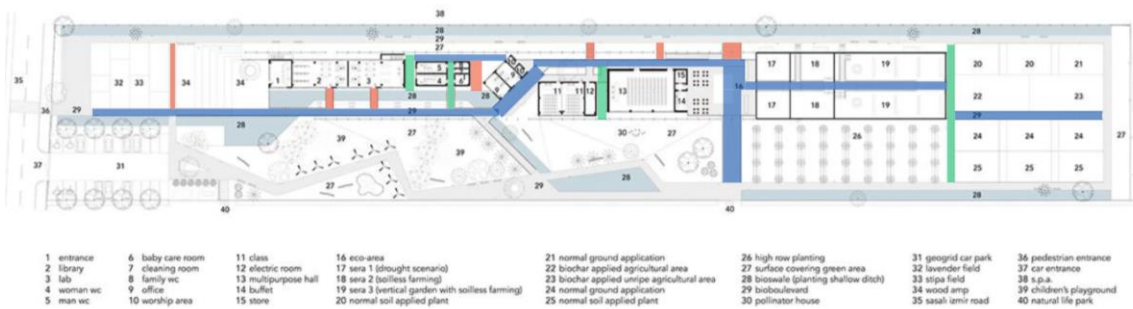 38
28
29
27
32 33 34 34 1 2 3 5 4 6 7 8 9 11 11 12 13 15 14 16 17 18 19 20 20 21
35
36 29 28 28 28 29 17 18 19 22 23
29
28 39 27 30 27 26 24 24 24 27
37 31 39 25 25 25
27 29 28 28
40 40
1 entrance
2 library
3 lab
4 woman wc
5 man wc
6 baby care room
7 cleaning room
8 family wc
9 office
10 worship area
11 class
12 electric room
13 multipurpose hall
14 buffet
15 store
16 eco-area
17 sera 1 (drought scenario)
18 sera 2 (soilless farming)
19 sera 3 (vertical garden with soilless farming)
20 normal soil applied plant
21 normal ground application
22 biochar applied agricultural area
23 biochar applied unripe agricultural area
24 normal ground application
25 normal soil applied plant
26 high row planting
27 surface covering green area
28 bioswale (planting shallow ditch)
29 bioboulevard
30 pollinator house
31 geogrid car park
32 lavender field
33 stipa field
34 wood amp
35 sasalı izmir road
36 pedestrian entrance
37 car entrance
38 s.p.a.
39 children's playground
40 natural life park